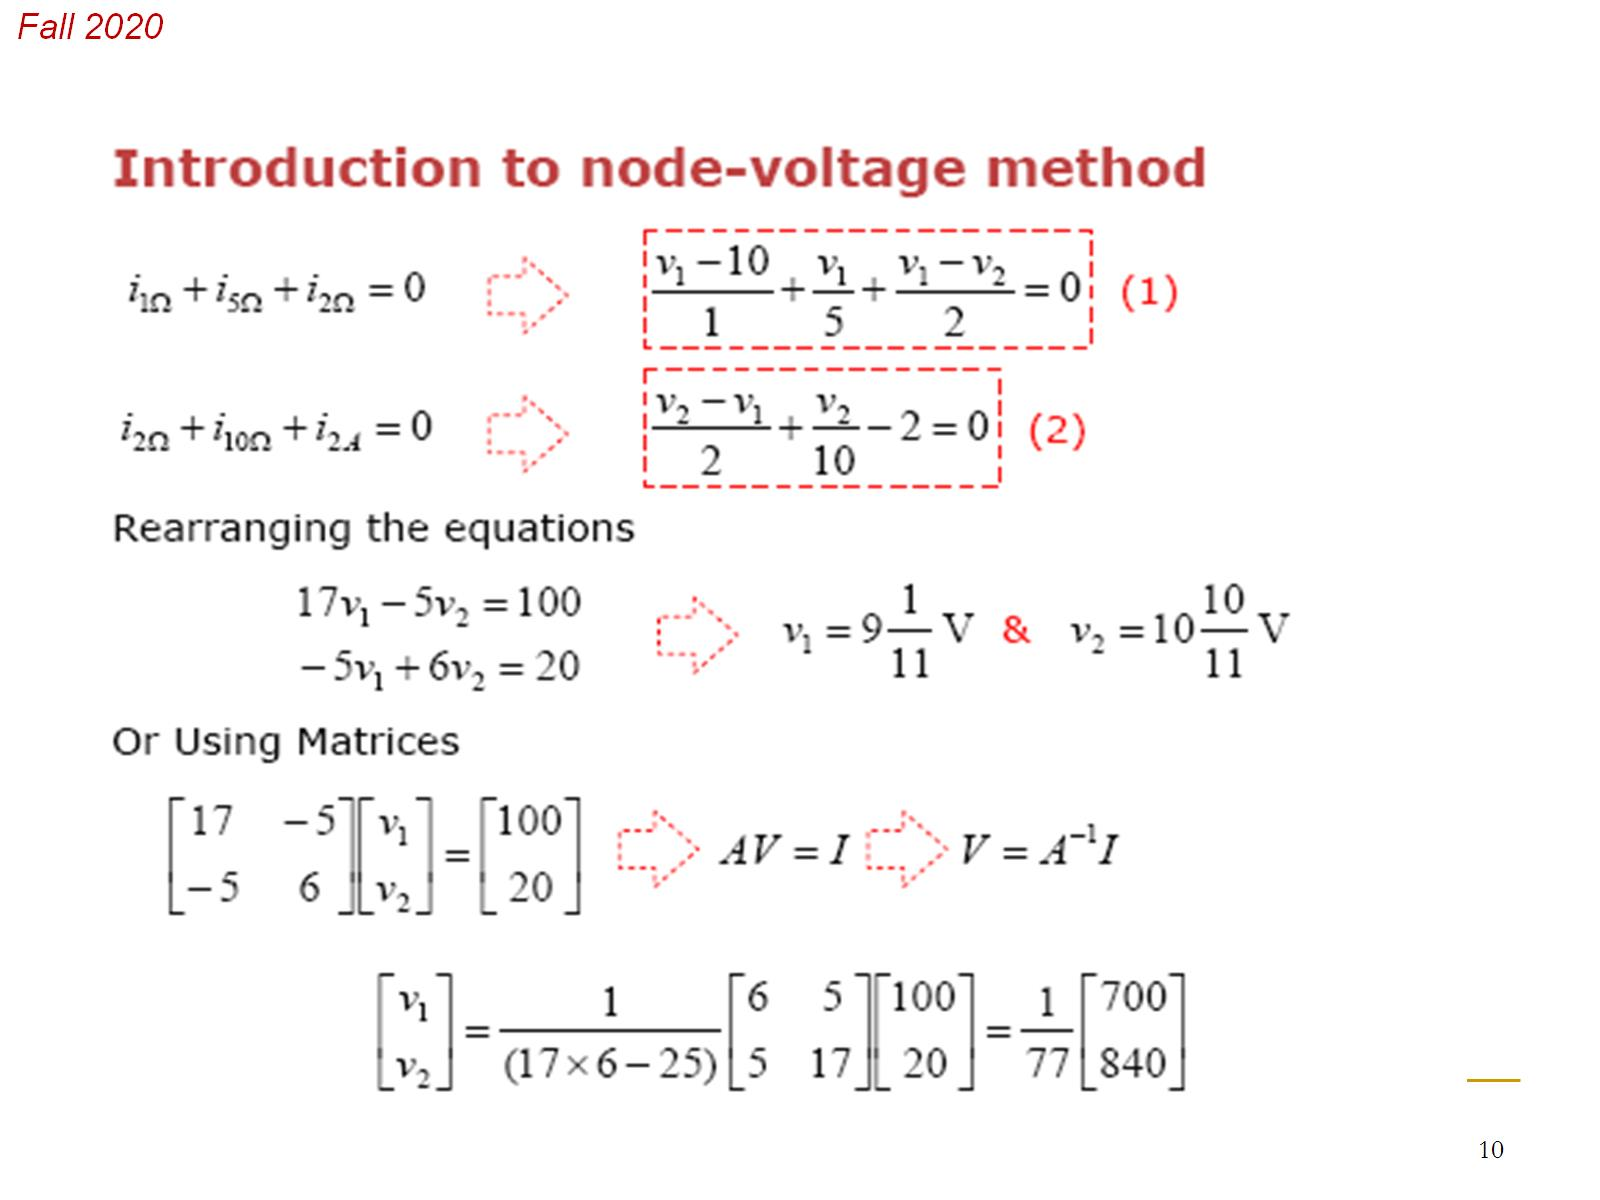 Fall 2020
Introduction to node-voltage method
i₁Ω + i₅Ω + i₂Ω = 0 (v₁ − 10)/1 + v₁/5 + (v₁ − v₂)/2 = 0 (1)
i₂Ω + i₁₀Ω + i₂A = 0 (v₂ − v₁)/2 + v₂/10 − 2 = 0 (2)
Rearranging the equations
17v₁ − 5v₂ = 100
−5v₁ + 6v₂ = 20
v₁ = 9 1/11 V & v₂ = 10 10/11 V
Or Using Matrices
[17 −5; −5 6] [v₁; v₂] = [100; 20] AV = I V = A⁻¹I
[v₁; v₂] = 1/(17×6−25) [6 5; 5 17] [100; 20] = 1/77 [700; 840]
10